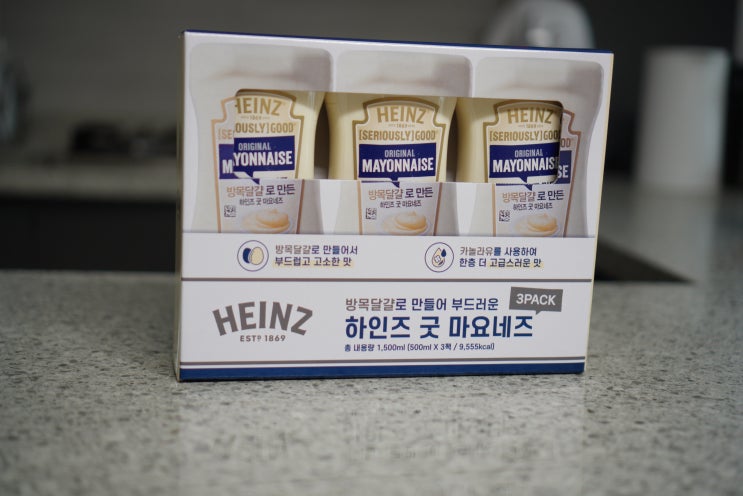 HEINZ
[SERIOUSLY] GOOD
ORIGINAL
YONNAISE
방목달걀로 만든
하인즈 굿 마요네즈
HEINZ
[SERIOUSLY] GOOD
ORIGINAL
MAYONNAISE
방목달걀로 만든
하인즈 굿 마요네즈
HEINZ
[SERIOUSLY] GOOD
ORIGINAL
MAYONNAIS
방목달걀로 만든
하인즈 굿 마요네즈
방목달걀로 만들어서
부드럽고 고소한 맛
카놀라유를 사용하여
한층 더 고급스러운 맛
HEINZ
ESTD 1869
방목달걀로 만들어 부드러운
3PACK
하인즈 굿 마요네즈
총 내용량 1,500ml (500ml X 3팩 / 9,555kcal)